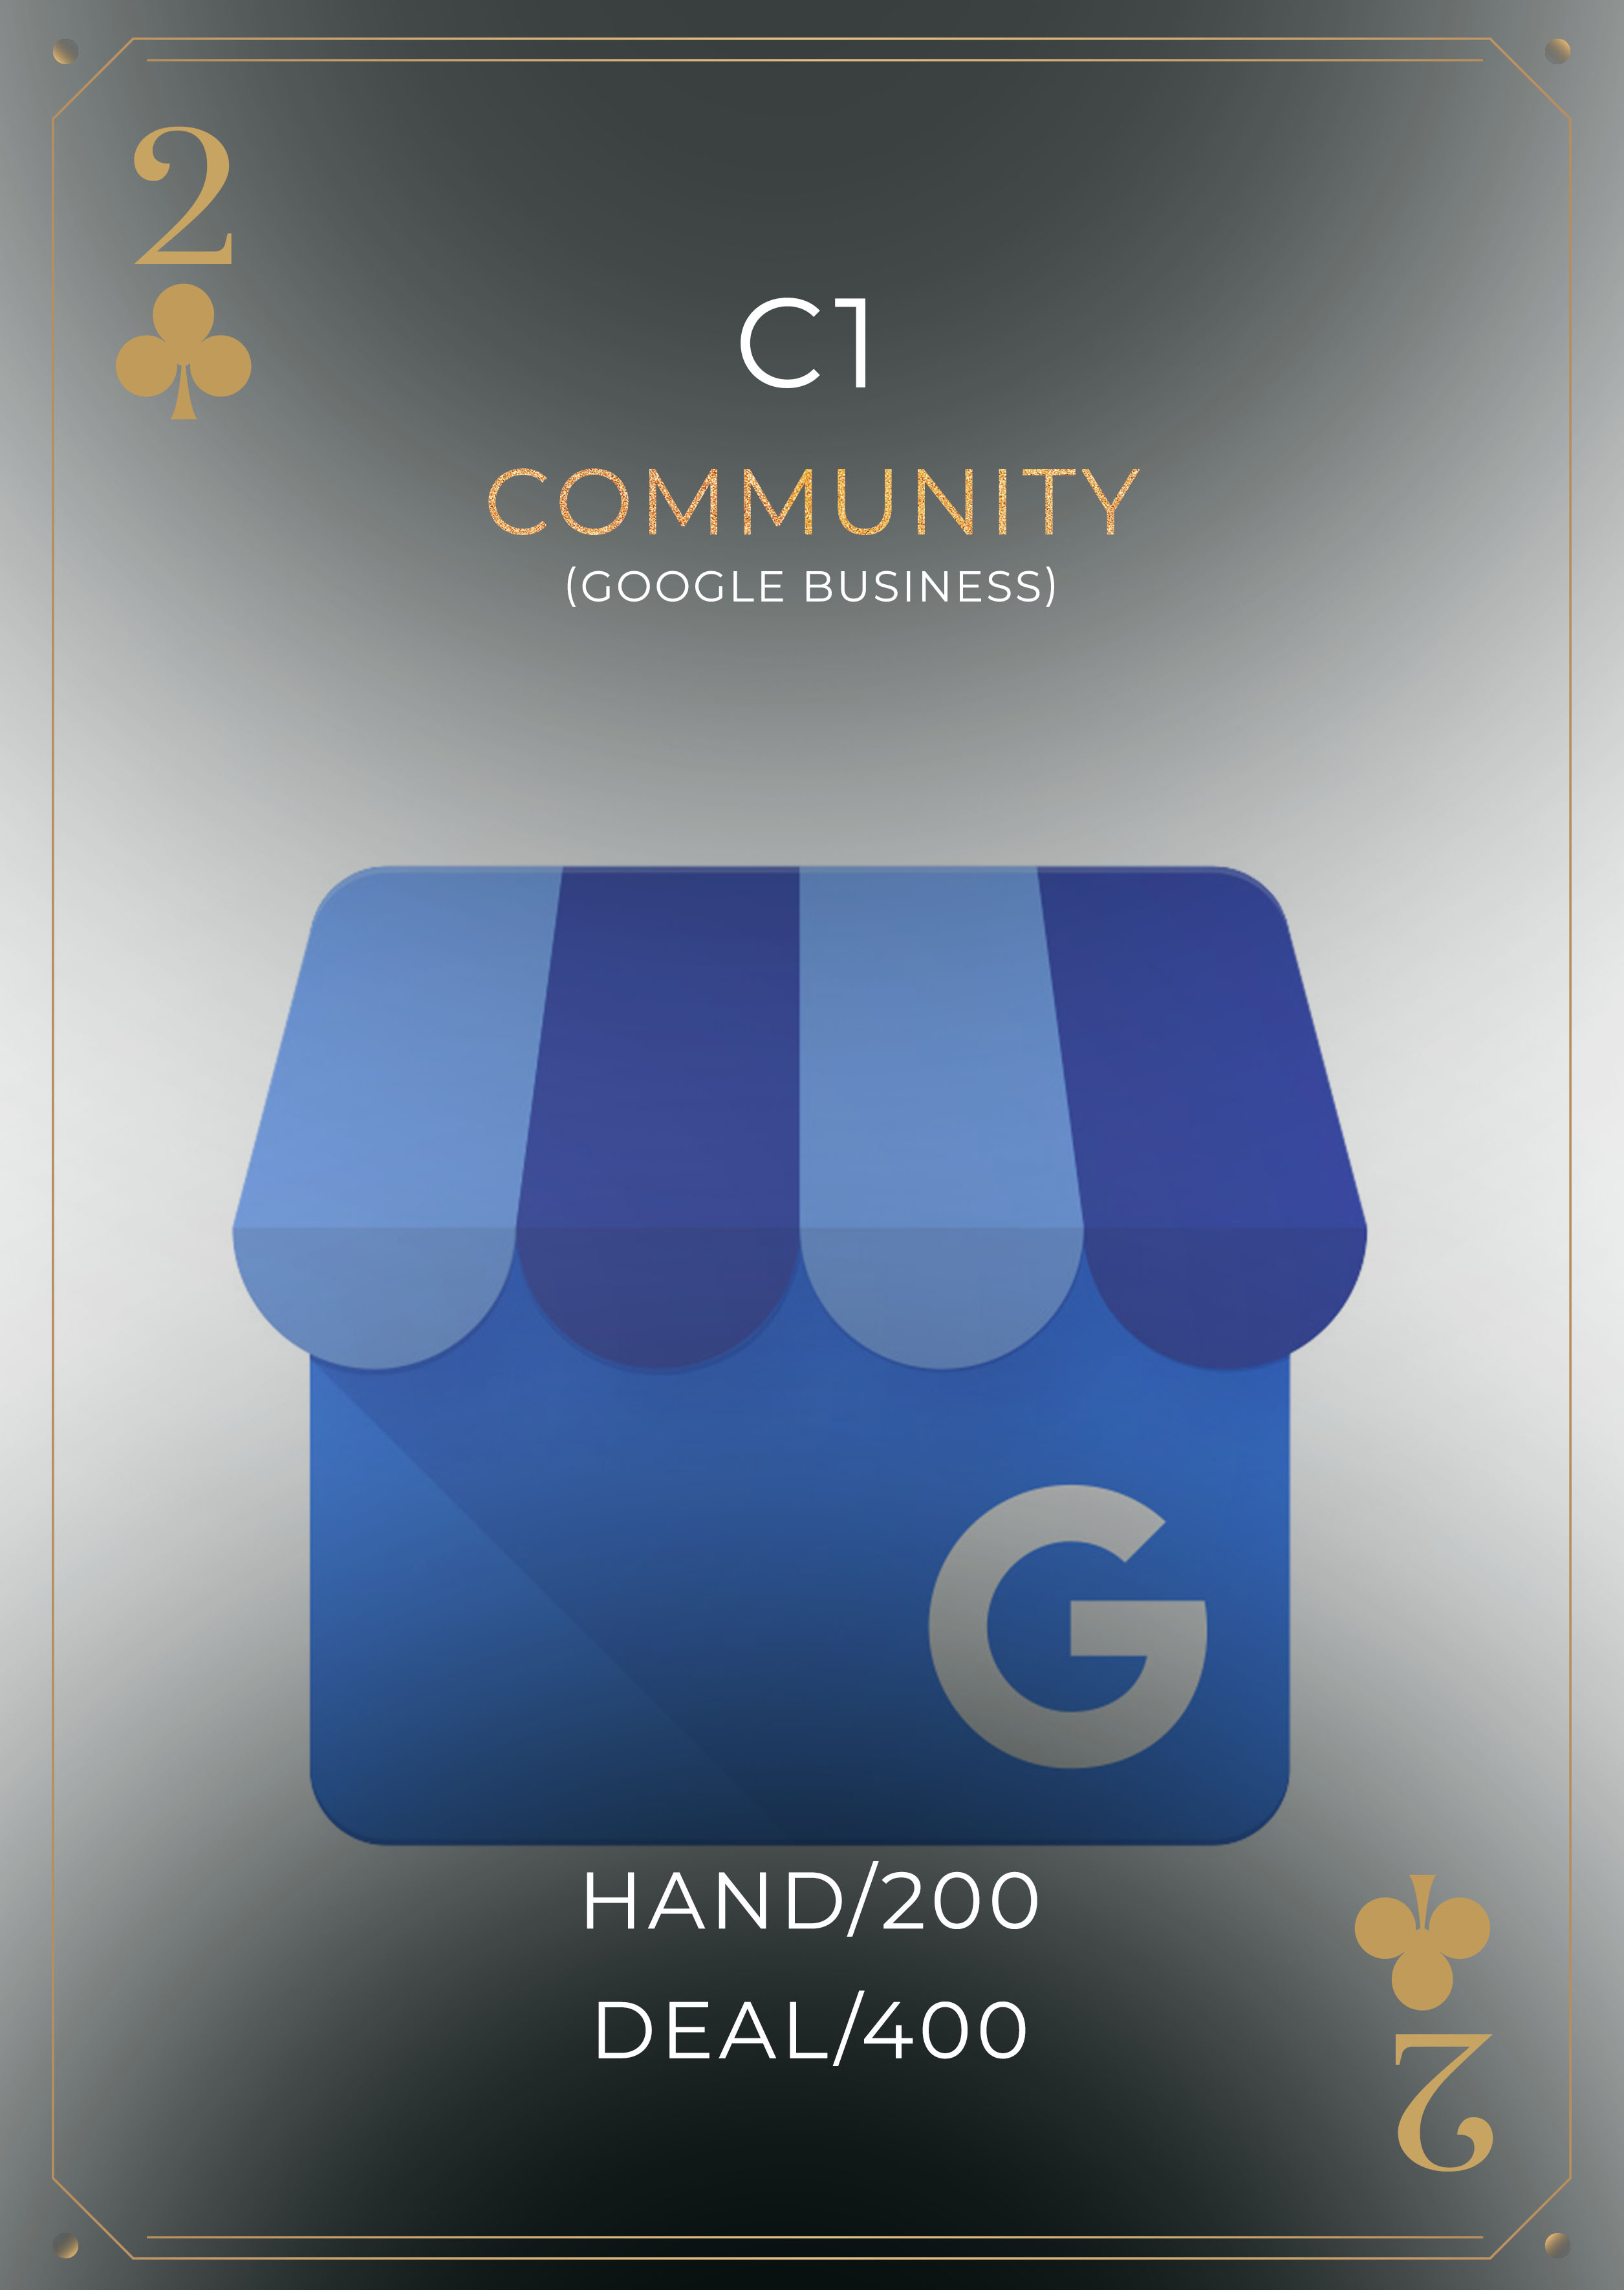 2
C1
COMMUNITY
(GOOGLE BUSINESS)
G
HAND/200
DEAL/400
2